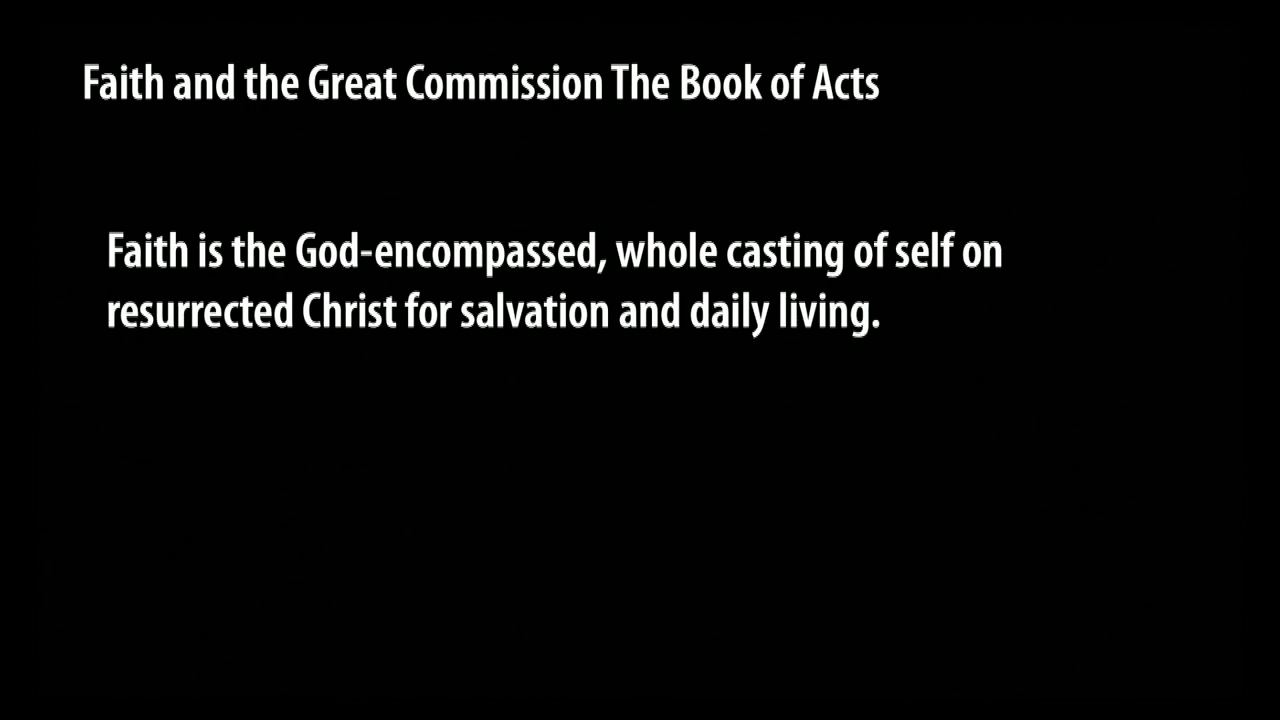 Faith and the Great Commission The Book of Acts
Faith is the God-encompassed, whole casting of self on
resurrected Christ for salvation and daily living.